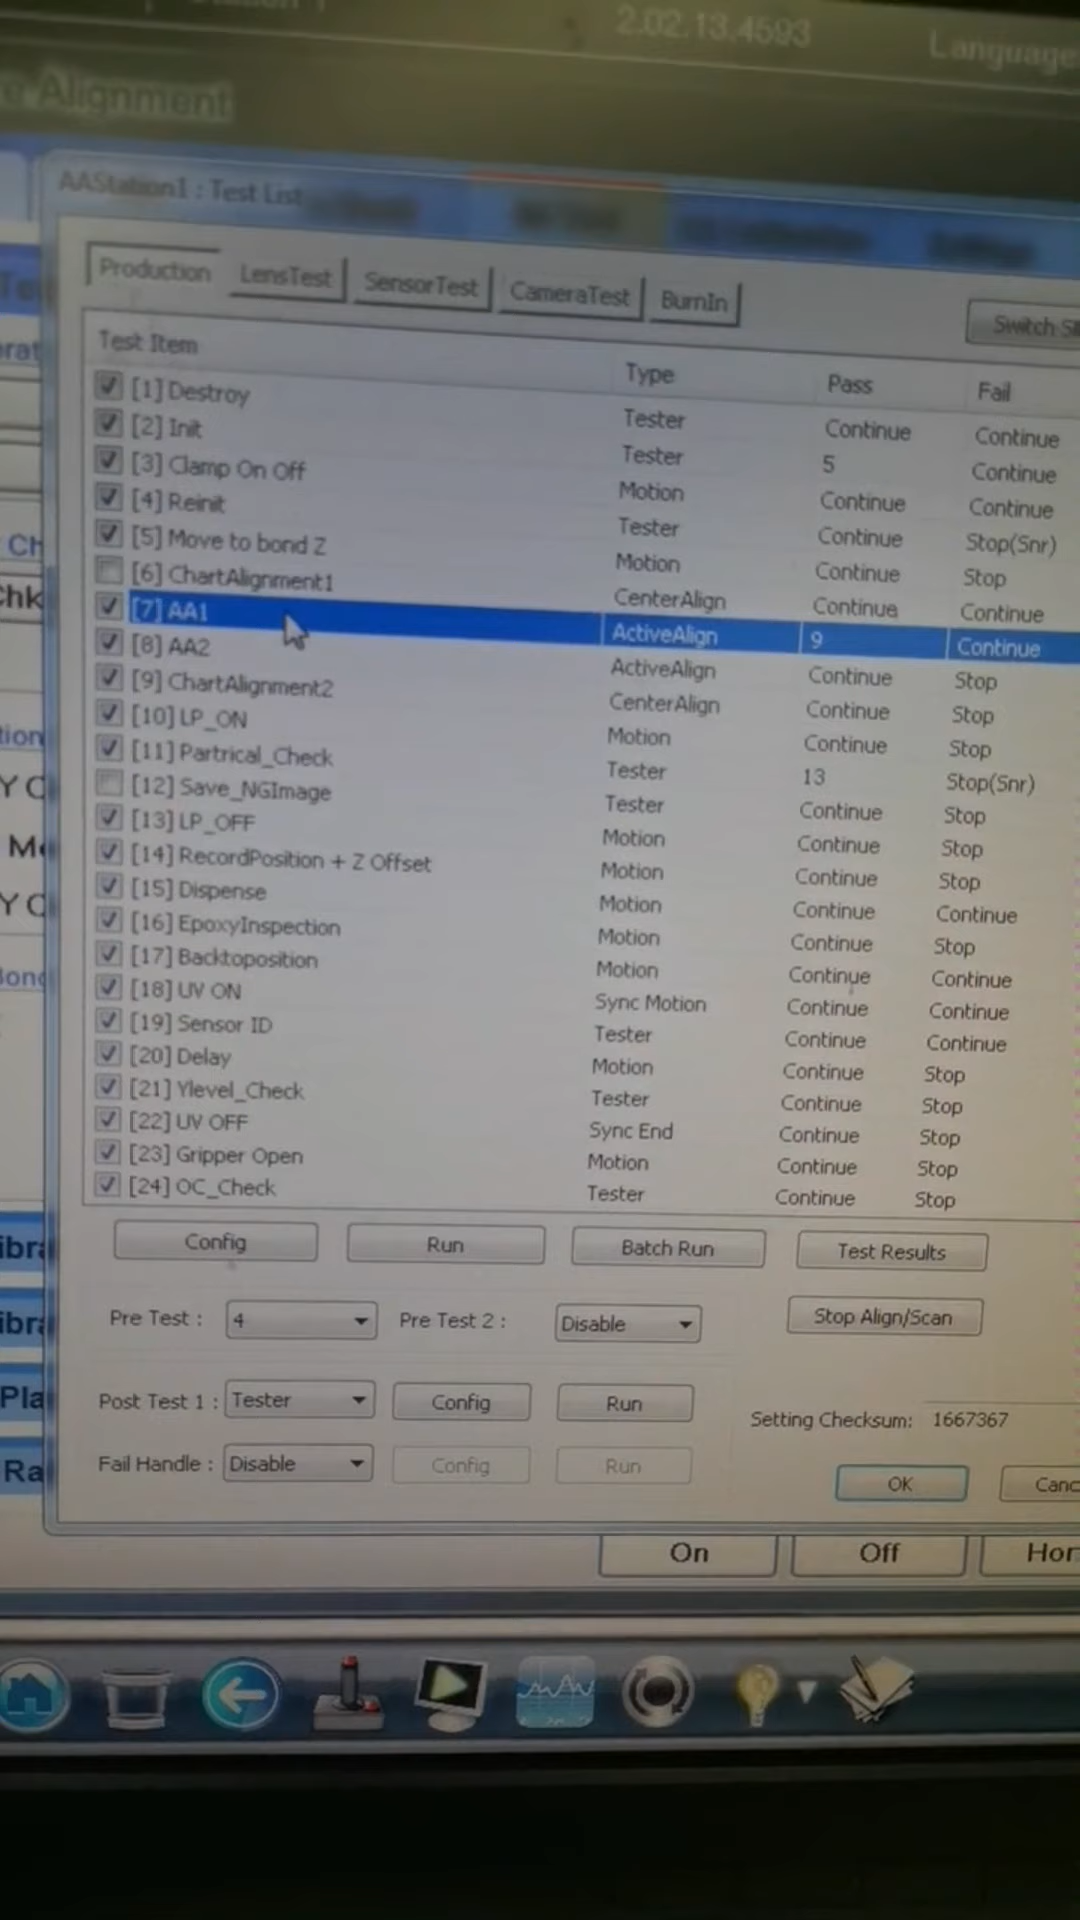 2.02.13.4593 Language
e Alignment
AAStation1 : Test List
Production LensTest SensorTest CameraTest BurnIn
Switch
Test Item Type Pass Fail
[1] Destroy Tester Continue Continue
[2] Init Tester 5 Continue
[3] Clamp On Off Motion Continue Continue
[4] Reinit Tester Continue Stop(Snr)
[5] Move to bond Z Motion Continue Stop
[6] ChartAlignment1 CenterAlign Continue Continue
[7] AA1 ActiveAlign 9 Continue
[8] AA2 ActiveAlign Continue Stop
[9] ChartAlignment2 CenterAlign Continue Stop
[10] LP_ON Motion Continue Stop
[11] Partrical_Check Tester 13 Stop(Snr)
[12] Save_NGImage Tester Continue Stop
[13] LP_OFF Motion Continue Stop
[14] RecordPosition + Z Offset Motion Continue Stop
[15] Dispense Motion Continue Continue
[16] EpoxyInspection Motion Continue Stop
[17] Backtoposition Motion Continue Continue
[18] UV ON Sync Motion Continue Continue
[19] Sensor ID Tester Continue Continue
[20] Delay Motion Continue Stop
[21] Ylevel_Check Tester Continue Stop
[22] UV OFF Sync End Continue Stop
[23] Gripper Open Motion Continue Stop
[24] OC_Check Tester Continue Stop
Config Run Batch Run Test Results
Pre Test : 4 Pre Test 2 : Disable Stop Align/Scan
Post Test 1 : Tester Config Run
Setting Checksum: 1667367
Fail Handle : Disable Config Run
OK Canc
On Off Hor